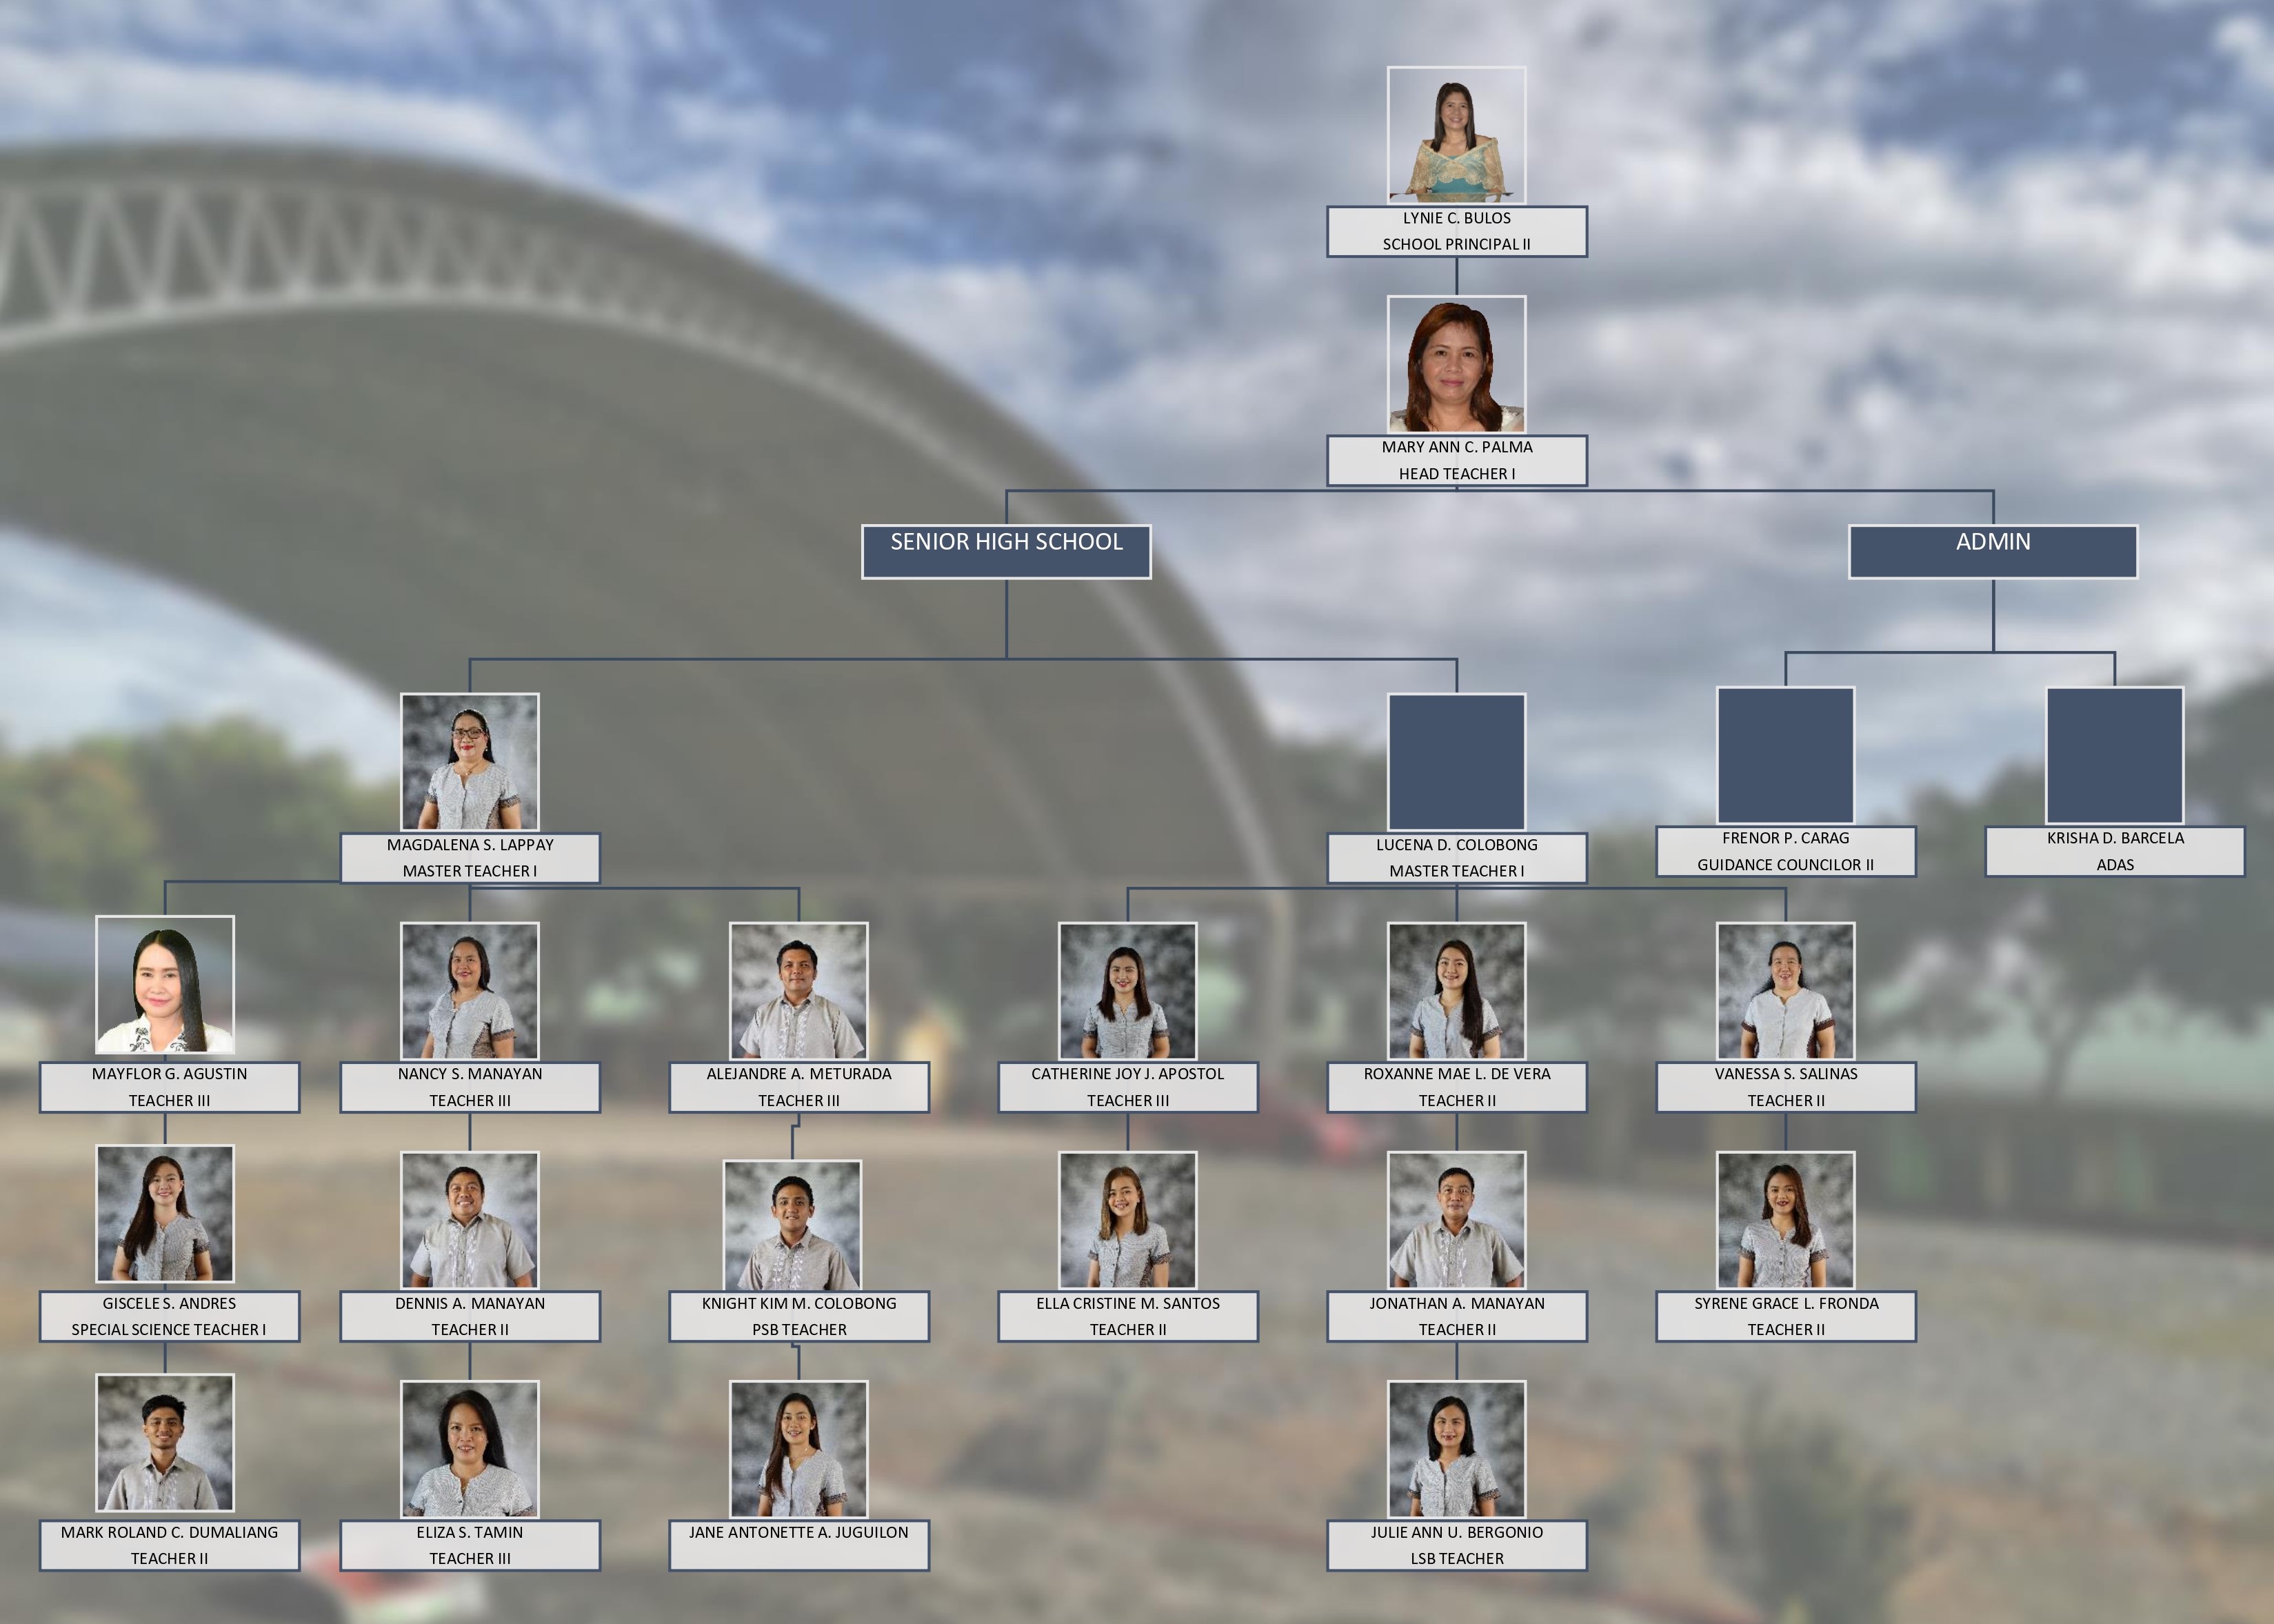 LYNIE C. BULOS
SCHOOL PRINCIPAL II
MARY ANN C. PALMA
HEAD TEACHER I
SENIOR HIGH SCHOOL
ADMIN
MAGDALENA S. LAPPAY
MASTER TEACHER I
LUCENA D. COLOBONG
MASTER TEACHER I
FRENOR P. CARAG
GUIDANCE COUNCILOR II
KRISHA D. BARCELA
ADAS
MAYFLOR G. AGUSTIN
TEACHER III
NANCY S. MANAYAN
TEACHER III
ALEJANDRE A. METURADA
TEACHER III
CATHERINE JOY J. APOSTOL
TEACHER III
ROXANNE MAE L. DE VERA
TEACHER II
VANESSA S. SALINAS
TEACHER II
GISCELE S. ANDRES
SPECIAL SCIENCE TEACHER I
DENNIS A. MANAYAN
TEACHER II
KNIGHT KIM M. COLOBONG
PSB TEACHER
ELLA CRISTINE M. SANTOS
TEACHER II
JONATHAN A. MANAYAN
TEACHER II
SYRENE GRACE L. FRONDA
TEACHER II
MARK ROLAND C. DUMALIANG
TEACHER II
ELIZA S. TAMIN
TEACHER III
JANE ANTONETTE A. JUGUILON
JULIE ANN U. BERGONIO
LSB TEACHER